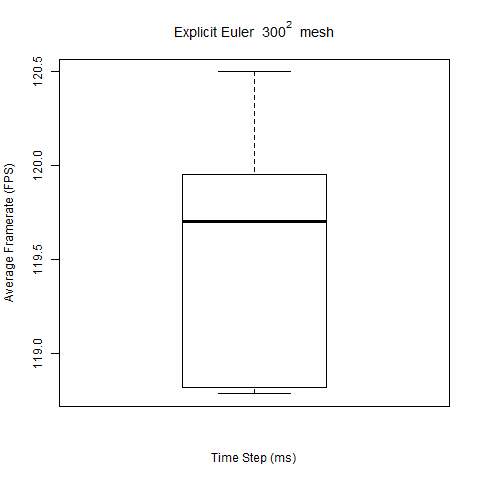 Explicit Euler 300² mesh
Average Framerate (FPS)
120.5
120.0
119.5
119.0
Time Step (ms)